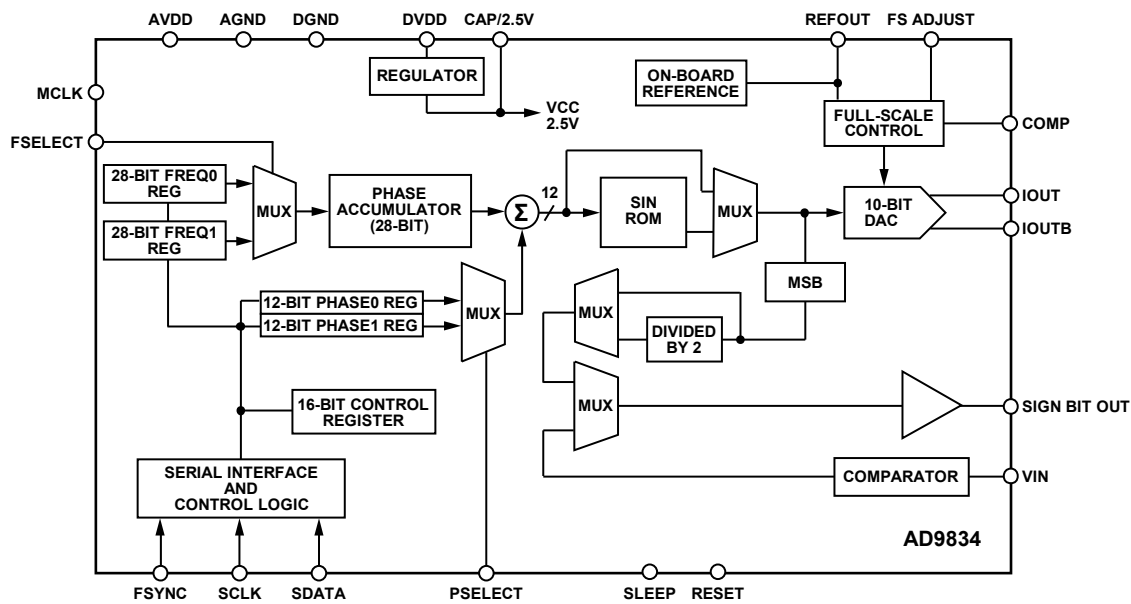 AVDD
AGND
DGND
DVDD
CAP/2.5V
REFOUT
FS ADJUST
MCLK
REGULATOR
VCC
2.5V
ON-BOARD
REFERENCE
FULL-SCALE
CONTROL
COMP
FSELECT
28-BIT FREQ0
REG
28-BIT FREQ1
REG
MUX
PHASE
ACCUMULATOR
(28-BIT)
Σ
12
SIN
ROM
MUX
10-BIT
DAC
IOUT
IOUTB
MSB
12-BIT PHASE0 REG
12-BIT PHASE1 REG
MUX
MUX
DIVIDED
BY 2
MUX
SIGN BIT OUT
16-BIT CONTROL
REGISTER
SERIAL INTERFACE
AND
CONTROL LOGIC
COMPARATOR
VIN
AD9834
FSYNC
SCLK
SDATA
PSELECT
SLEEP
RESET